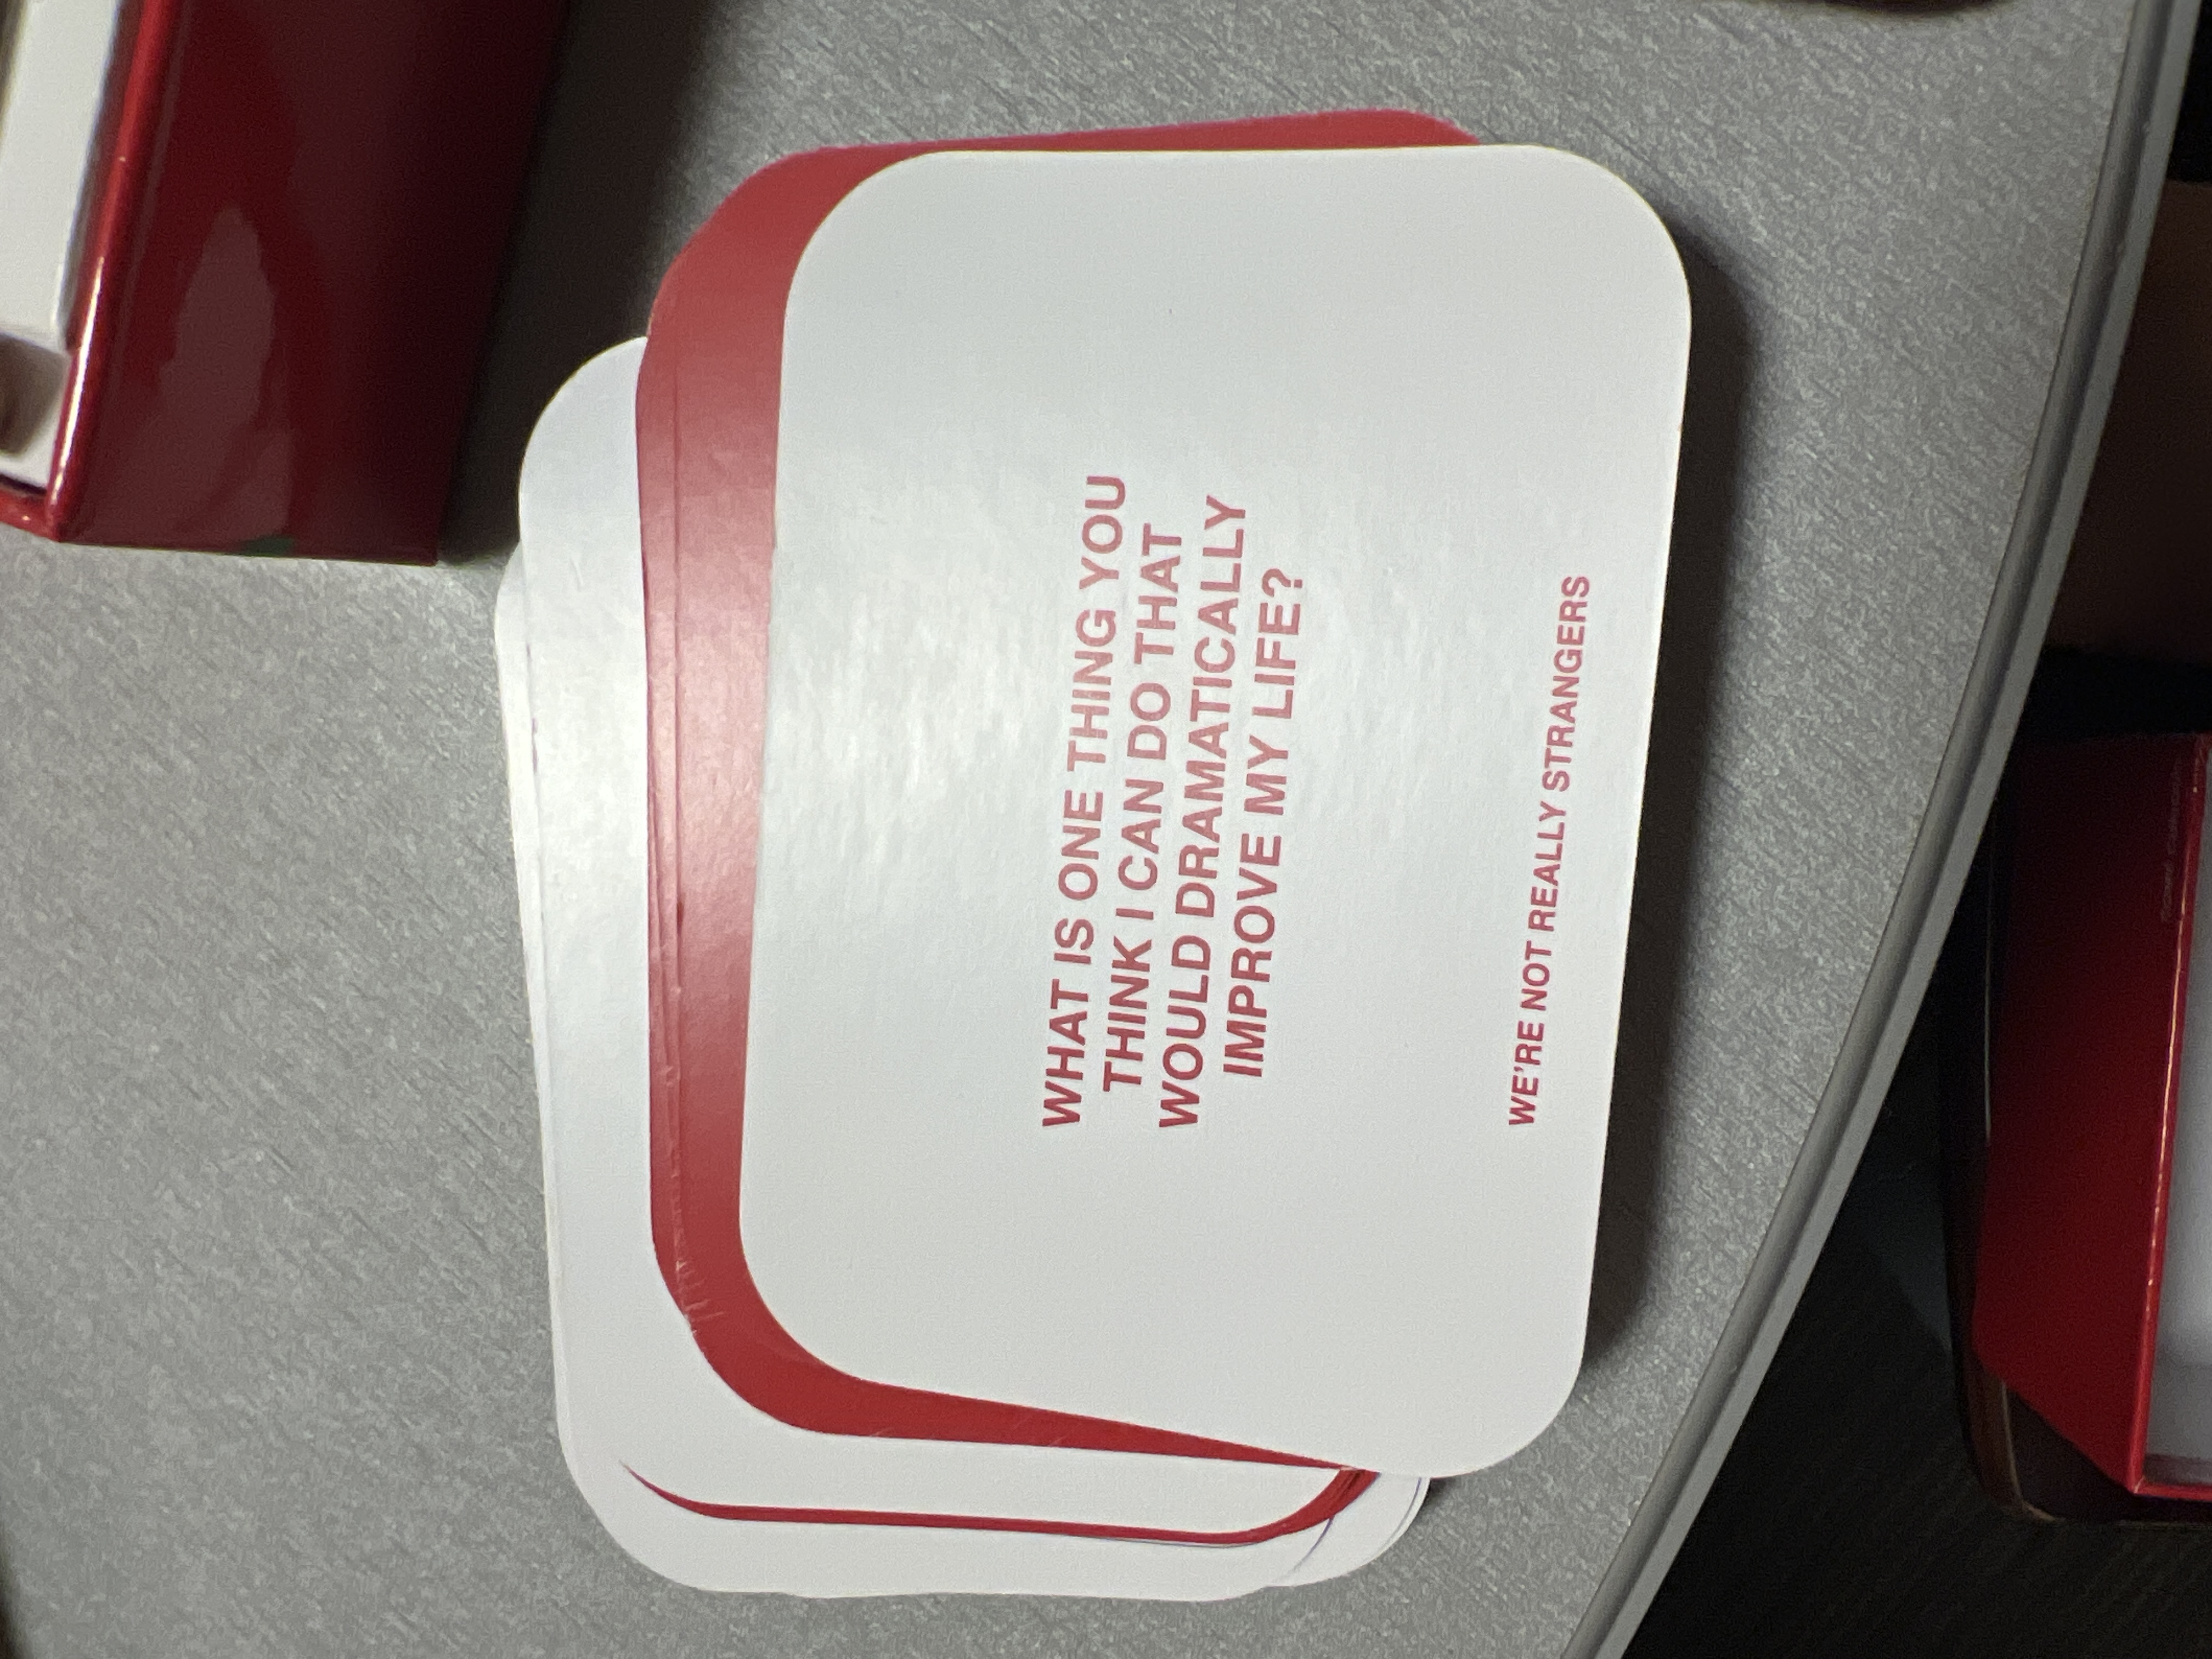 WHAT IS ONE THING YOU
THINK I CAN DO THAT
WOULD DRAMATICALLY
IMPROVE MY LIFE?
WE'RE NOT REALLY STRANGERS